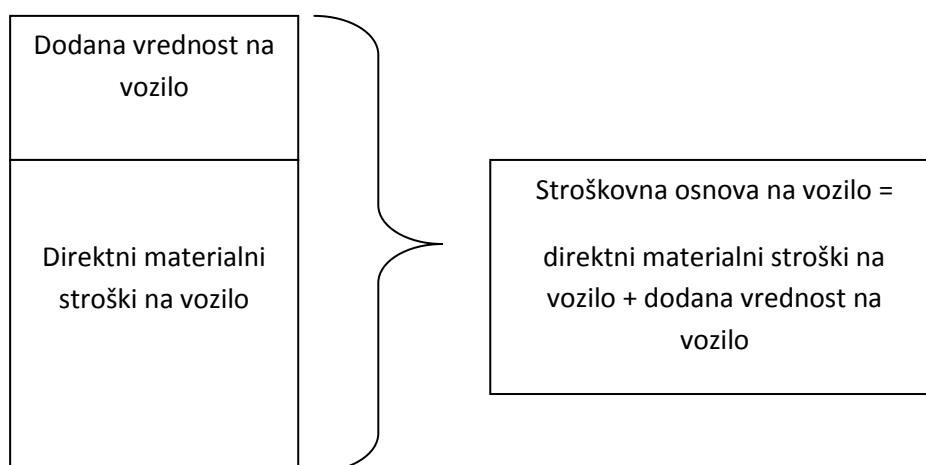 Dodana vrednost na
vozilo
Direktni materialni
stroški na vozilo
Stroškovna osnova na vozilo =
direktni materialni stroški na
vozilo + dodana vrednost na
vozilo